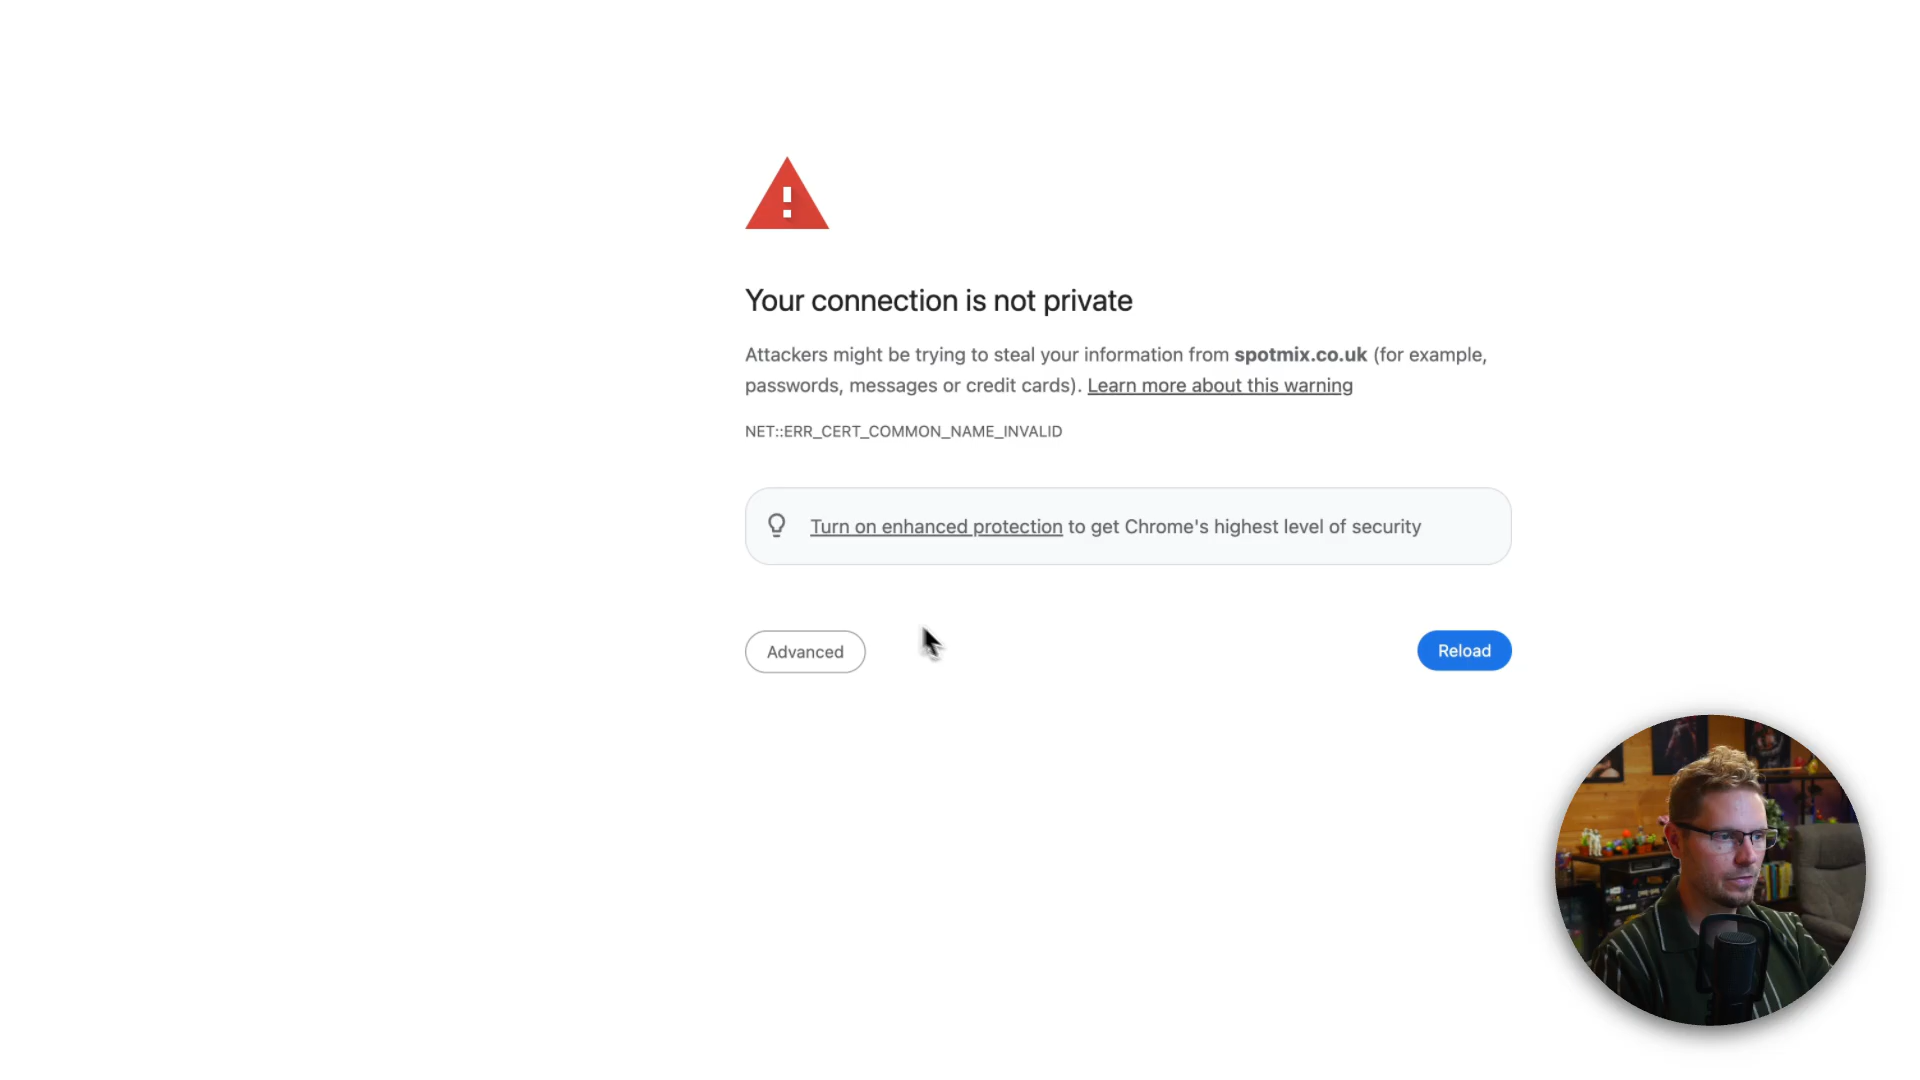 Your connection is not private
Attackers might be trying to steal your information from spotmix.co.uk (for example,
passwords, messages or credit cards). Learn more about this warning
NET::ERR_CERT_COMMON_NAME_INVALID
Turn on enhanced protection to get Chrome's highest level of security
Advanced
Reload